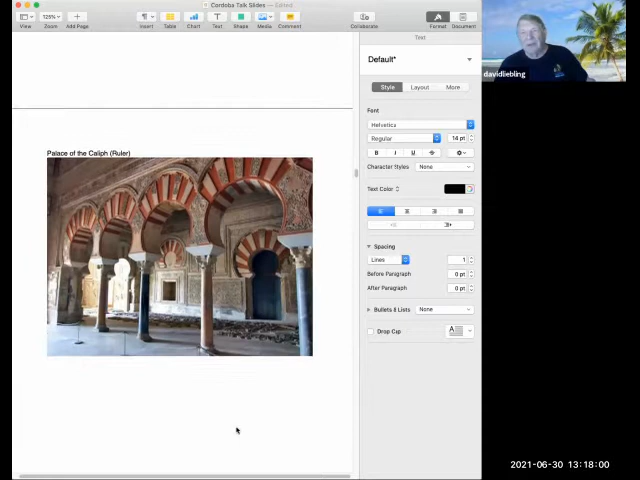 Cordoba Talk Slides — Edited
125%
View
Zoom
Add Page
Insert
Table
Chart
Text
Shape
Media
Comment
Collaborate
Format
Document
Text
Default*
Style
Layout
More
Font
Helvetica
Regular
14 pt
B
I
U
Character Styles
None
Text Color
Spacing
Lines
1
Before Paragraph
0 pt
After Paragraph
0 pt
Bullets & Lists
None
Drop Cap
Palace of the Caliph (Ruler)
davidliebling
2021-06-30 13:18:00